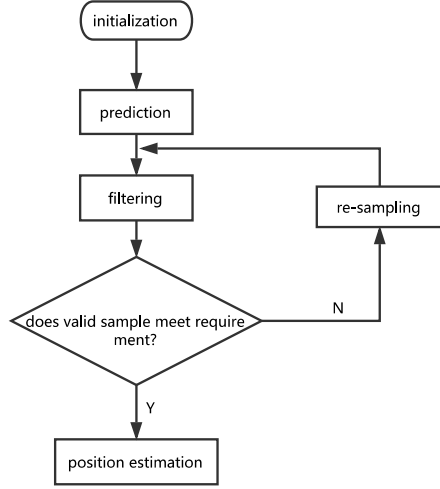 initialization
prediction
filtering
re-sampling
does valid sample meet require
ment?
N
Y
position estimation